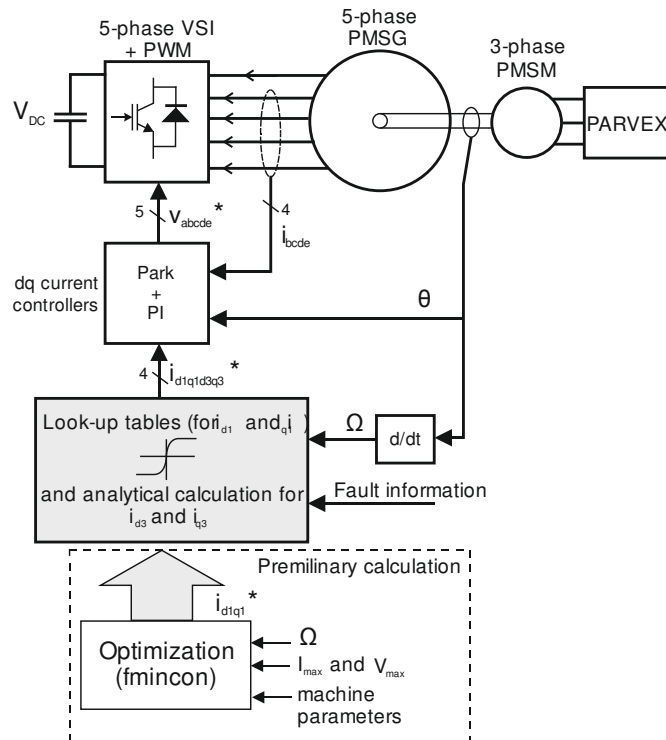 5-phase VSI
+ PWM
5-phase
PMSG
3-phase
PMSM
V_DC
PARVEX
5
v_abcde*
4
i_bcde
dq current
controllers
Park
+
PI
θ
4
i_d1q1d3q3*
Look-up tables (for i_d1 and q_i )
and analytical calculation for
i_d3 and i_q3
Ω
d/dt
Fault information
Premilinary calculation
i_d1q1*
Optimization
(fmincon)
Ω
I_max and V_max
machine
parameters